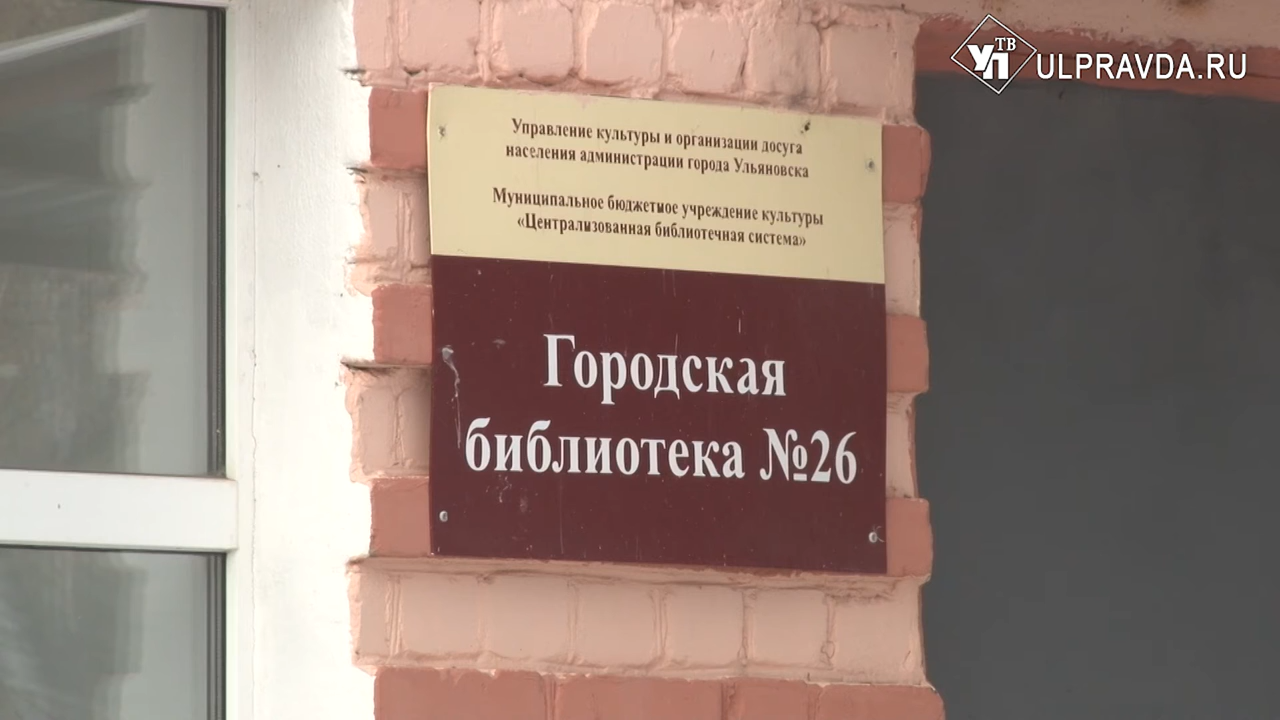 УП ТВ ULPRAVDA.RU
Управление культуры и организации досуга
населения администрации города Ульяновска
Муниципальное бюджетное учреждение культуры
«Централизованная библиотечная система»
Городская
библиотека №26